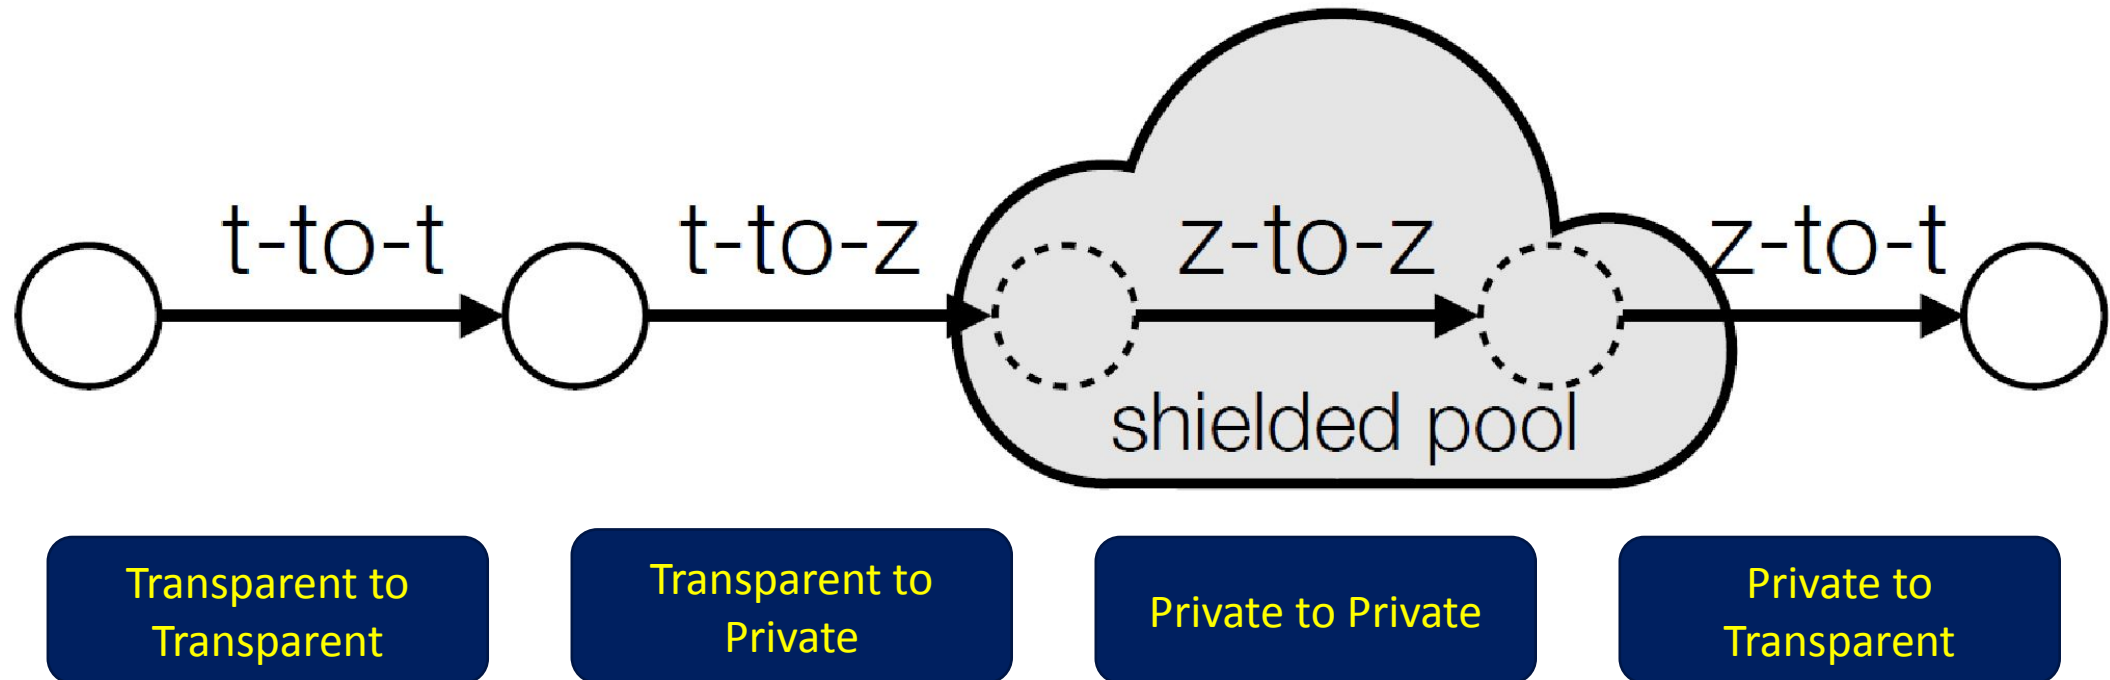 t-to-t
t-to-z
z-to-z
z-to-t
shielded pool
Transparent to
Transparent
Transparent to
Private
Private to Private
Private to
Transparent